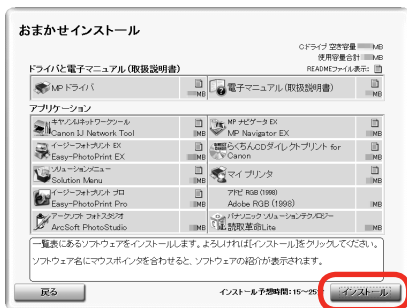 おまかせインストール
Cドライブ 空き容量 MB
使用容量合計 MB
ドライバと電子マニュアル(取扱説明書)
READMEファイル表示:
MP ドライバ
MB
電子マニュアル(取扱説明書)
MB
アプリケーション
キヤノンIJネットワークツール
Canon IJ Network Tool
MB
MP ナビゲータ EX
MP Navigator EX
MB
イージーフォトプリント EX
Easy-PhotoPrint EX
MB
らくちんCDダイレクトプリント for
Canon
MB
ソリューションメニュー
Solution Menu
MB
マイ プリンタ
MB
イージーフォトプリント プロ
Easy-PhotoPrint Pro
MB
アドビ RGB (1998)
Adobe RGB (1998)
MB
アークソフト フォトスタジオ
ArcSoft PhotoStudio
MB
パナソニック ソリューションテクノロジー
読取革命Lite
MB
一覧表にあるソフトウェアをインストールします。よろしければ[インストール]をクリックしてください。
ソフトウェア名にマウスポインタを合わせると、ソフトウェアの紹介が表示されます。
戻る
インストール予想時間:15~25
インストール